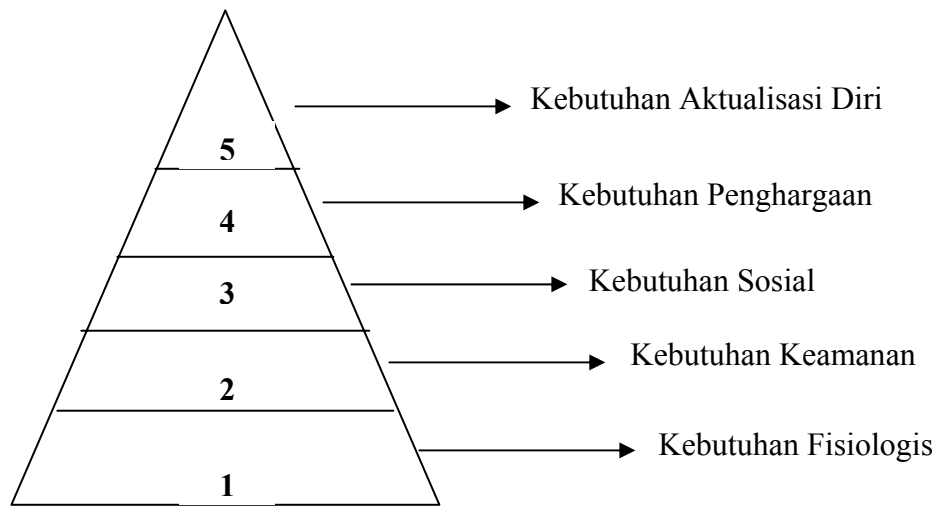 5
Kebutuhan Aktualisasi Diri
4
Kebutuhan Penghargaan
3
Kebutuhan Sosial
2
Kebutuhan Keamanan
1
Kebutuhan Fisiologis